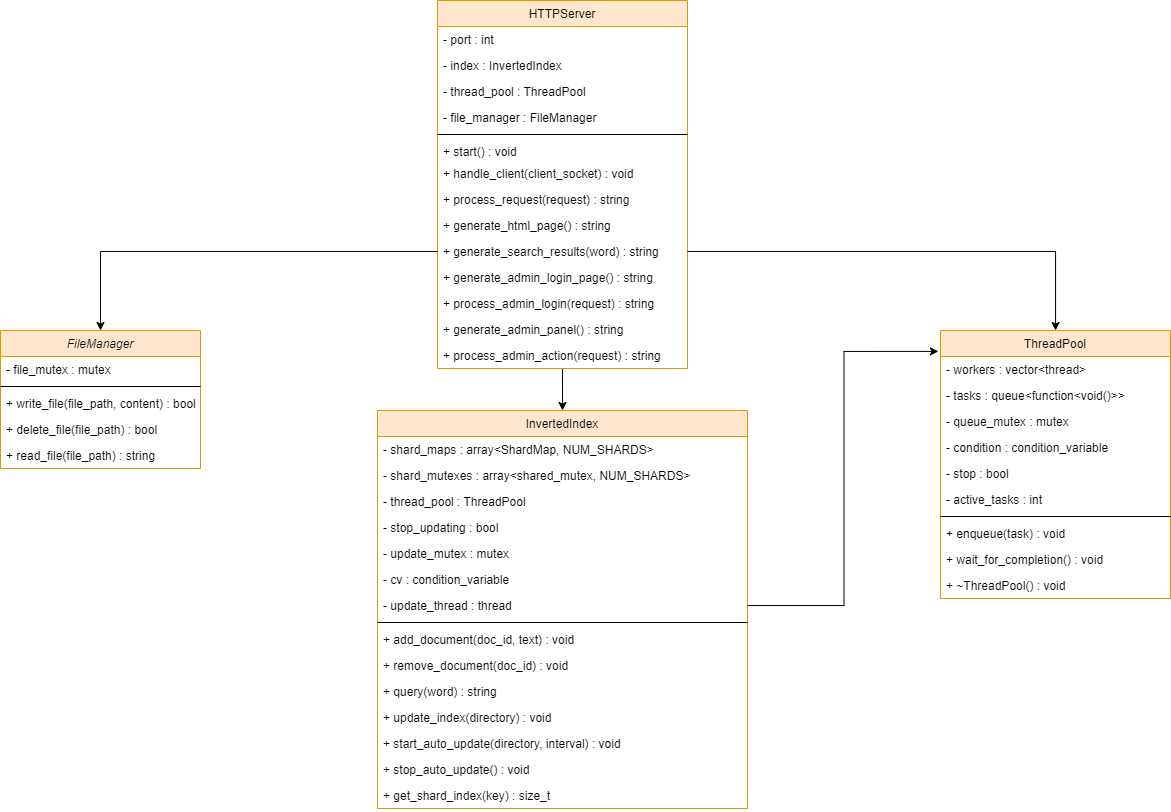 HTTPServer
- port : int
- index : InvertedIndex
- thread_pool : ThreadPool
- file_manager : FileManager
+ start() : void
+ handle_client(client_socket) : void
+ process_request(request) : string
+ generate_html_page() : string
+ generate_search_results(word) : string
+ generate_admin_login_page() : string
+ process_admin_login(request) : string
+ generate_admin_panel() : string
+ process_admin_action(request) : string
FileManager
- file_mutex : mutex
+ write_file(file_path, content) : bool
+ delete_file(file_path) : bool
+ read_file(file_path) : string
ThreadPool
- workers : vector<thread>
- tasks : queue<function<void()>>
- queue_mutex : mutex
- condition : condition_variable
- stop : bool
- active_tasks : int
+ enqueue(task) : void
+ wait_for_completion() : void
+ ~ThreadPool() : void
InvertedIndex
- shard_maps : array<ShardMap, NUM_SHARDS>
- shard_mutexes : array<shared_mutex, NUM_SHARDS>
- thread_pool : ThreadPool
- stop_updating : bool
- update_mutex : mutex
- cv : condition_variable
- update_thread : thread
+ add_document(doc_id, text) : void
+ remove_document(doc_id) : void
+ query(word) : string
+ update_index(directory) : void
+ start_auto_update(directory, interval) : void
+ stop_auto_update() : void
+ get_shard_index(key) : size_t